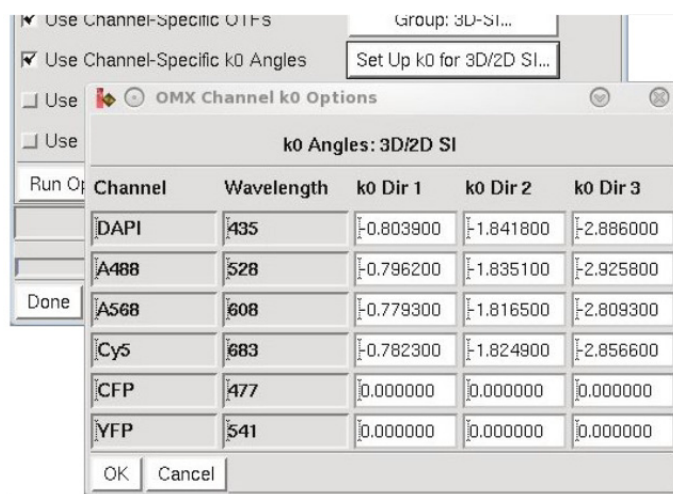 Use Channel-Specific OTFs Group: 3D-SI...
Use Channel-Specific k0 Angles Set Up k0 for 3D/2D SI...
Use OMX Channel k0 Options
Use k0 Angles: 3D/2D SI
Run Op
Channel Wavelength k0 Dir 1 k0 Dir 2 k0 Dir 3
DAPI 435 -0.803900 -1.841800 -2.886000
A488 528 -0.796200 -1.835100 -2.925800
A568 608 -0.779300 -1.816500 -2.809300
Done
Cy5 683 -0.782300 -1.824900 -2.856600
CFP 477 0.000000 0.000000 0.000000
YFP 541 0.000000 0.000000 0.000000
OK Cancel